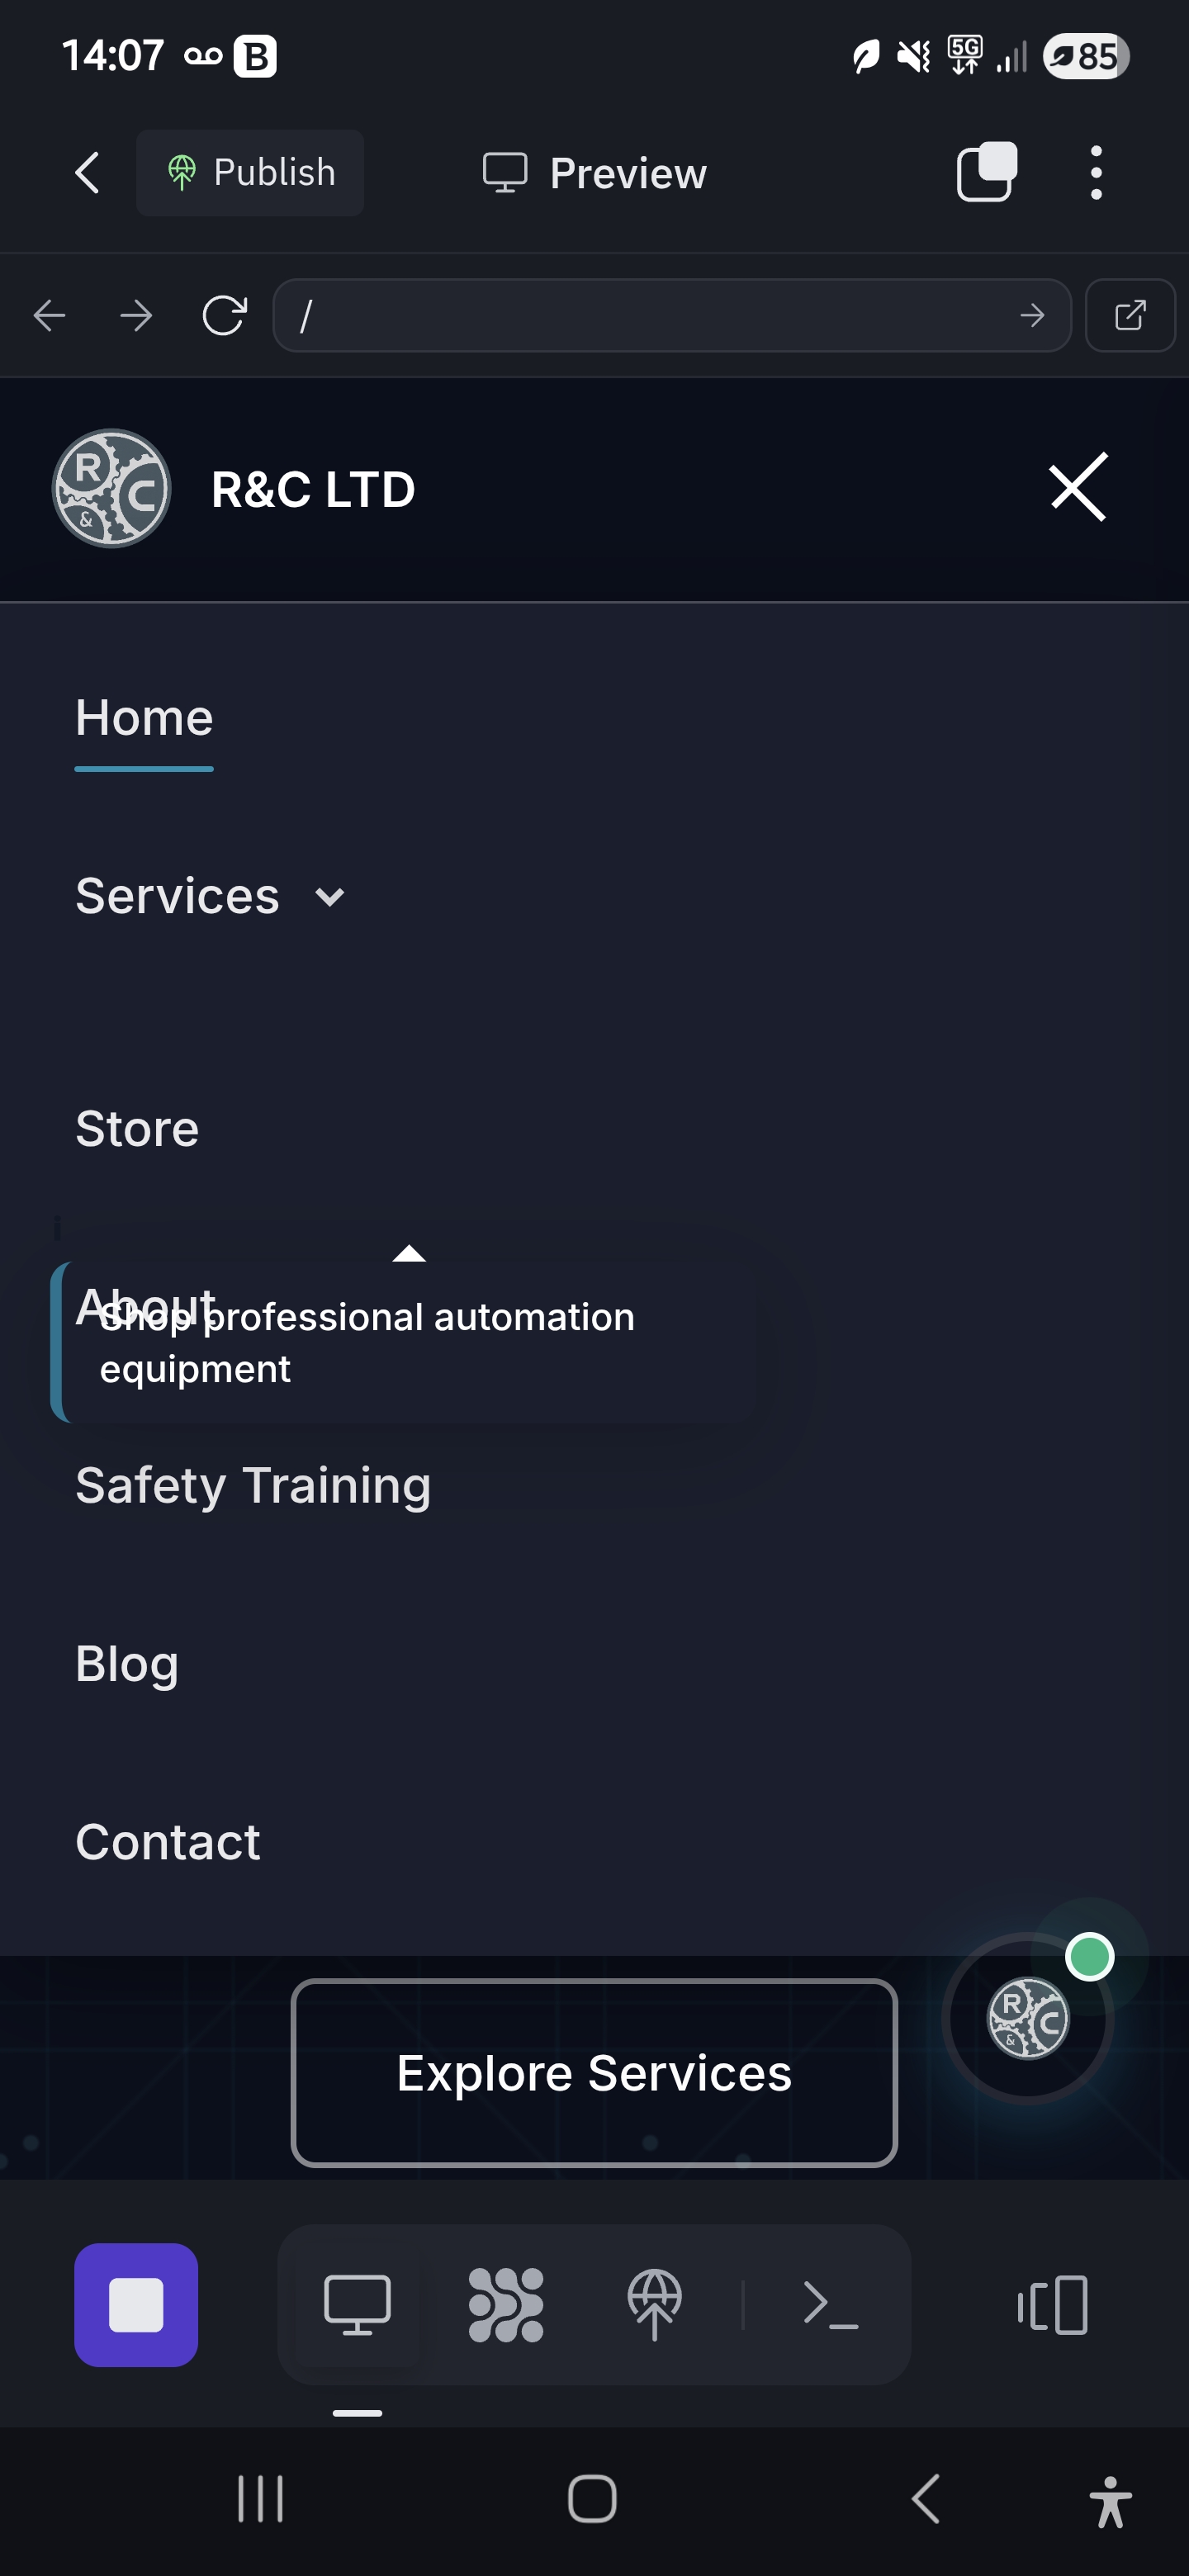 14:07 B 5G 85
Publish Preview
/
R & C R&C LTD
Home
Services
Store
i
About
Shop professional automation
equipment
Safety Training
Blog
Contact
R & C
Explore Services